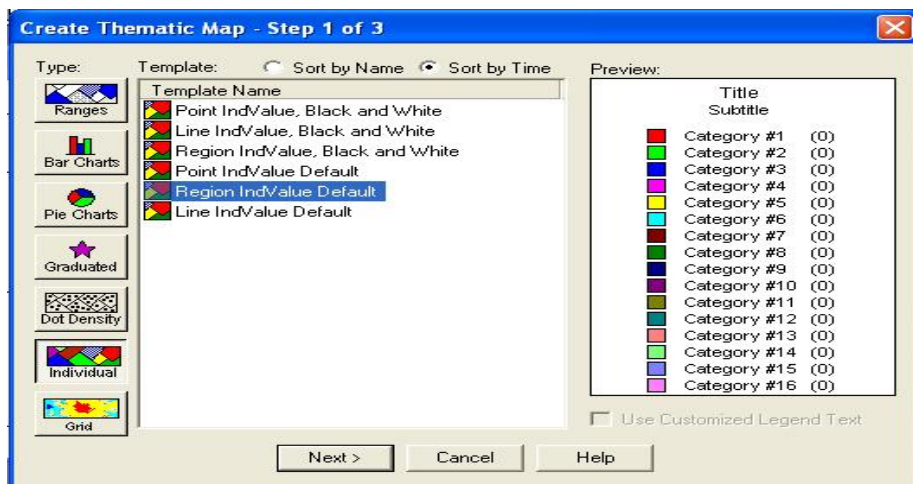 Create Thematic Map - Step 1 of 3
Type:
Ranges
Bar Charts
Pie Charts
Graduated
Dot Density
Individual
Grid
Template: Sort by Name Sort by Time
Template Name
Point IndValue, Black and White
Line IndValue, Black and White
Region IndValue, Black and White
Point IndValue Default
Region IndValue Default
Line IndValue Default
Preview:
Title
Subtitle
Category #1 (0)
Category #2 (0)
Category #3 (0)
Category #4 (0)
Category #5 (0)
Category #6 (0)
Category #7 (0)
Category #8 (0)
Category #9 (0)
Category #10 (0)
Category #11 (0)
Category #12 (0)
Category #13 (0)
Category #14 (0)
Category #15 (0)
Category #16 (0)
Use Customized Legend Text
Next > Cancel Help